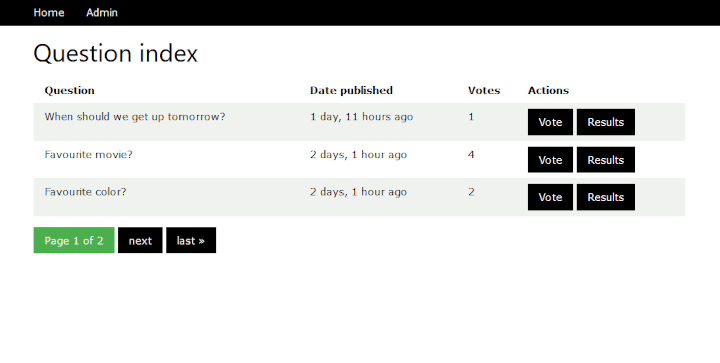 Home Admin
Question index
Question Date published Votes Actions
When should we get up tomorrow? 1 day, 11 hours ago 1 Vote Results
Favourite movie? 2 days, 1 hour ago 4 Vote Results
Favourite color? 2 days, 1 hour ago 2 Vote Results
Page 1 of 2 next last »